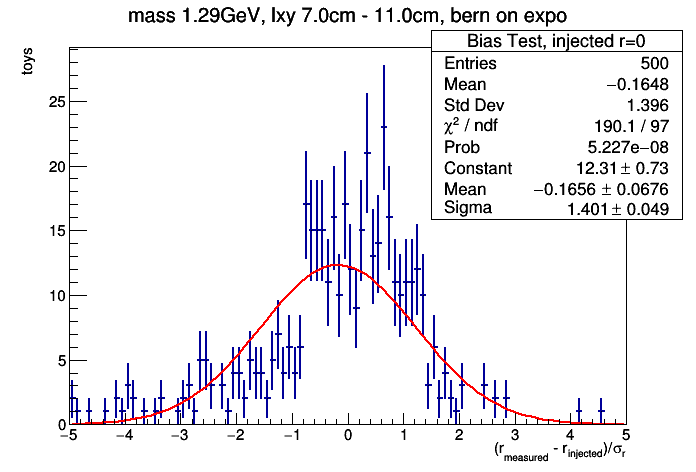 mass 1.29GeV, lxy 7.0cm - 11.0cm, bern on expo
Bias Test, injected r=0
Entries 500
Mean −0.1648
Std Dev 1.396
χ² / ndf 190.1 / 97
Prob 5.227e−08
Constant 12.31 ± 0.73
Mean −0.1656 ± 0.0676
Sigma 1.401 ± 0.049
toys
25
20
15
10
5
0
−5 −4 −3 −2 −1 0 1 2 3 4 5
(r_measured - r_injected)/σ_r